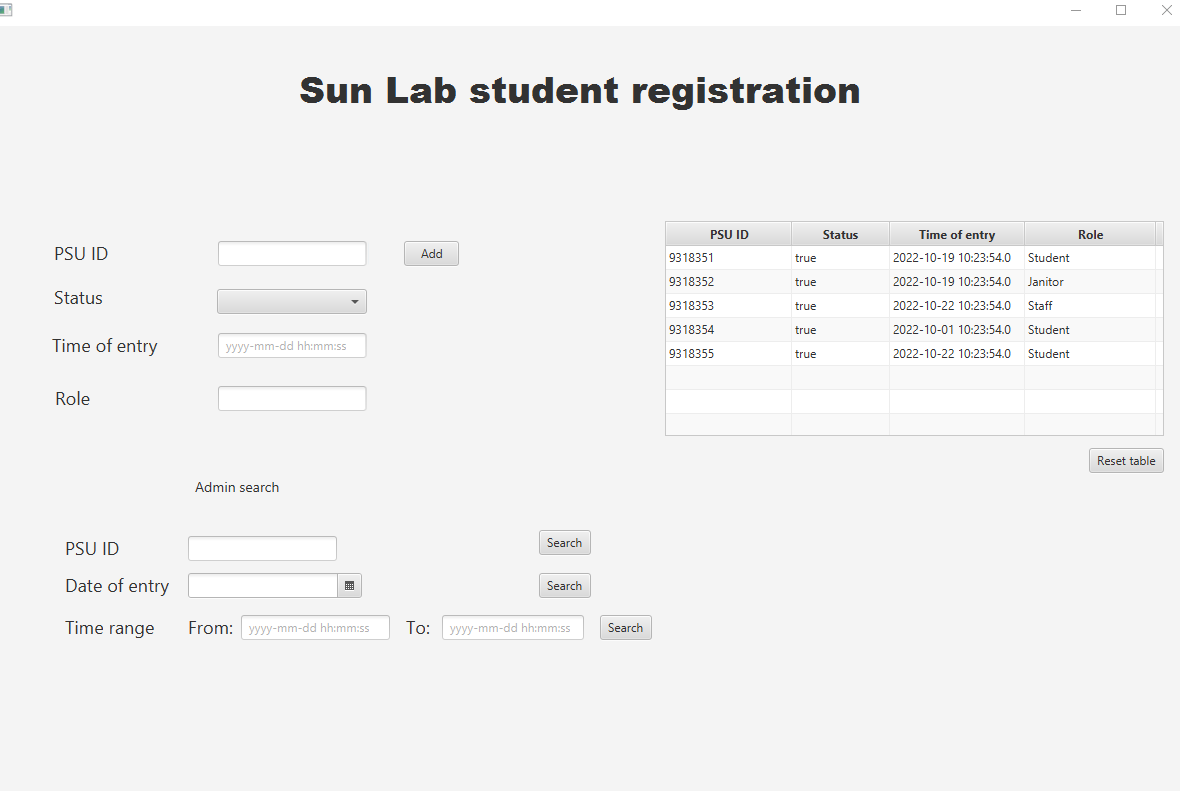 Sun Lab student registration
PSU ID
Add
Status
Time of entry
yyyy-mm-dd hh:mm:ss
Role
PSU ID Status Time of entry Role
9318351 true 2022-10-19 10:23:54.0 Student
9318352 true 2022-10-19 10:23:54.0 Janitor
9318353 true 2022-10-22 10:23:54.0 Staff
9318354 true 2022-10-01 10:23:54.0 Student
9318355 true 2022-10-22 10:23:54.0 Student
Reset table
Admin search
PSU ID Search
Date of entry Search
Time range From: yyyy-mm-dd hh:mm:ss To: yyyy-mm-dd hh:mm:ss Search